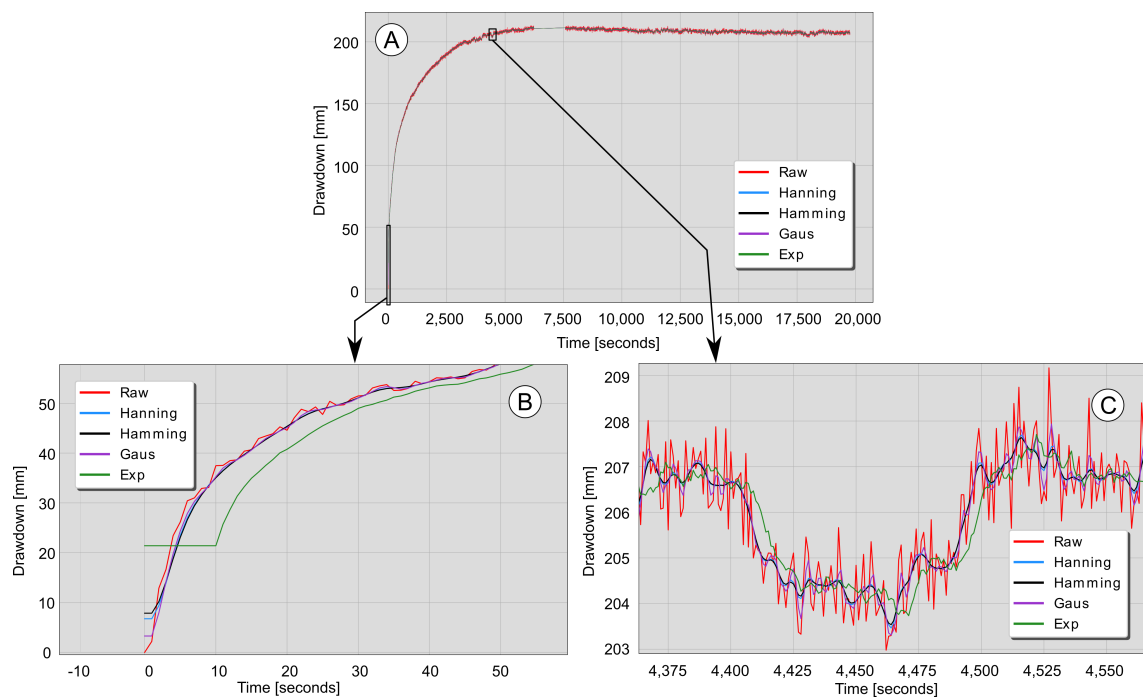 A
Drawdown [mm]
200
150
100
50
0
Raw
Hanning
Hamming
Gaus
Exp
0 2,500 5,000 7,500 10,000 12,500 15,000 17,500 20,000
Time [seconds]
B
Drawdown [mm]
50
40
30
20
10
0
Raw
Hanning
Hamming
Gaus
Exp
-10 0 10 20 30 40 50
Time [seconds]
C
Drawdown [mm]
209
208
207
206
205
204
203
Raw
Hanning
Hamming
Gaus
Exp
4,375 4,400 4,425 4,450 4,475 4,500 4,525 4,550
Time [seconds]